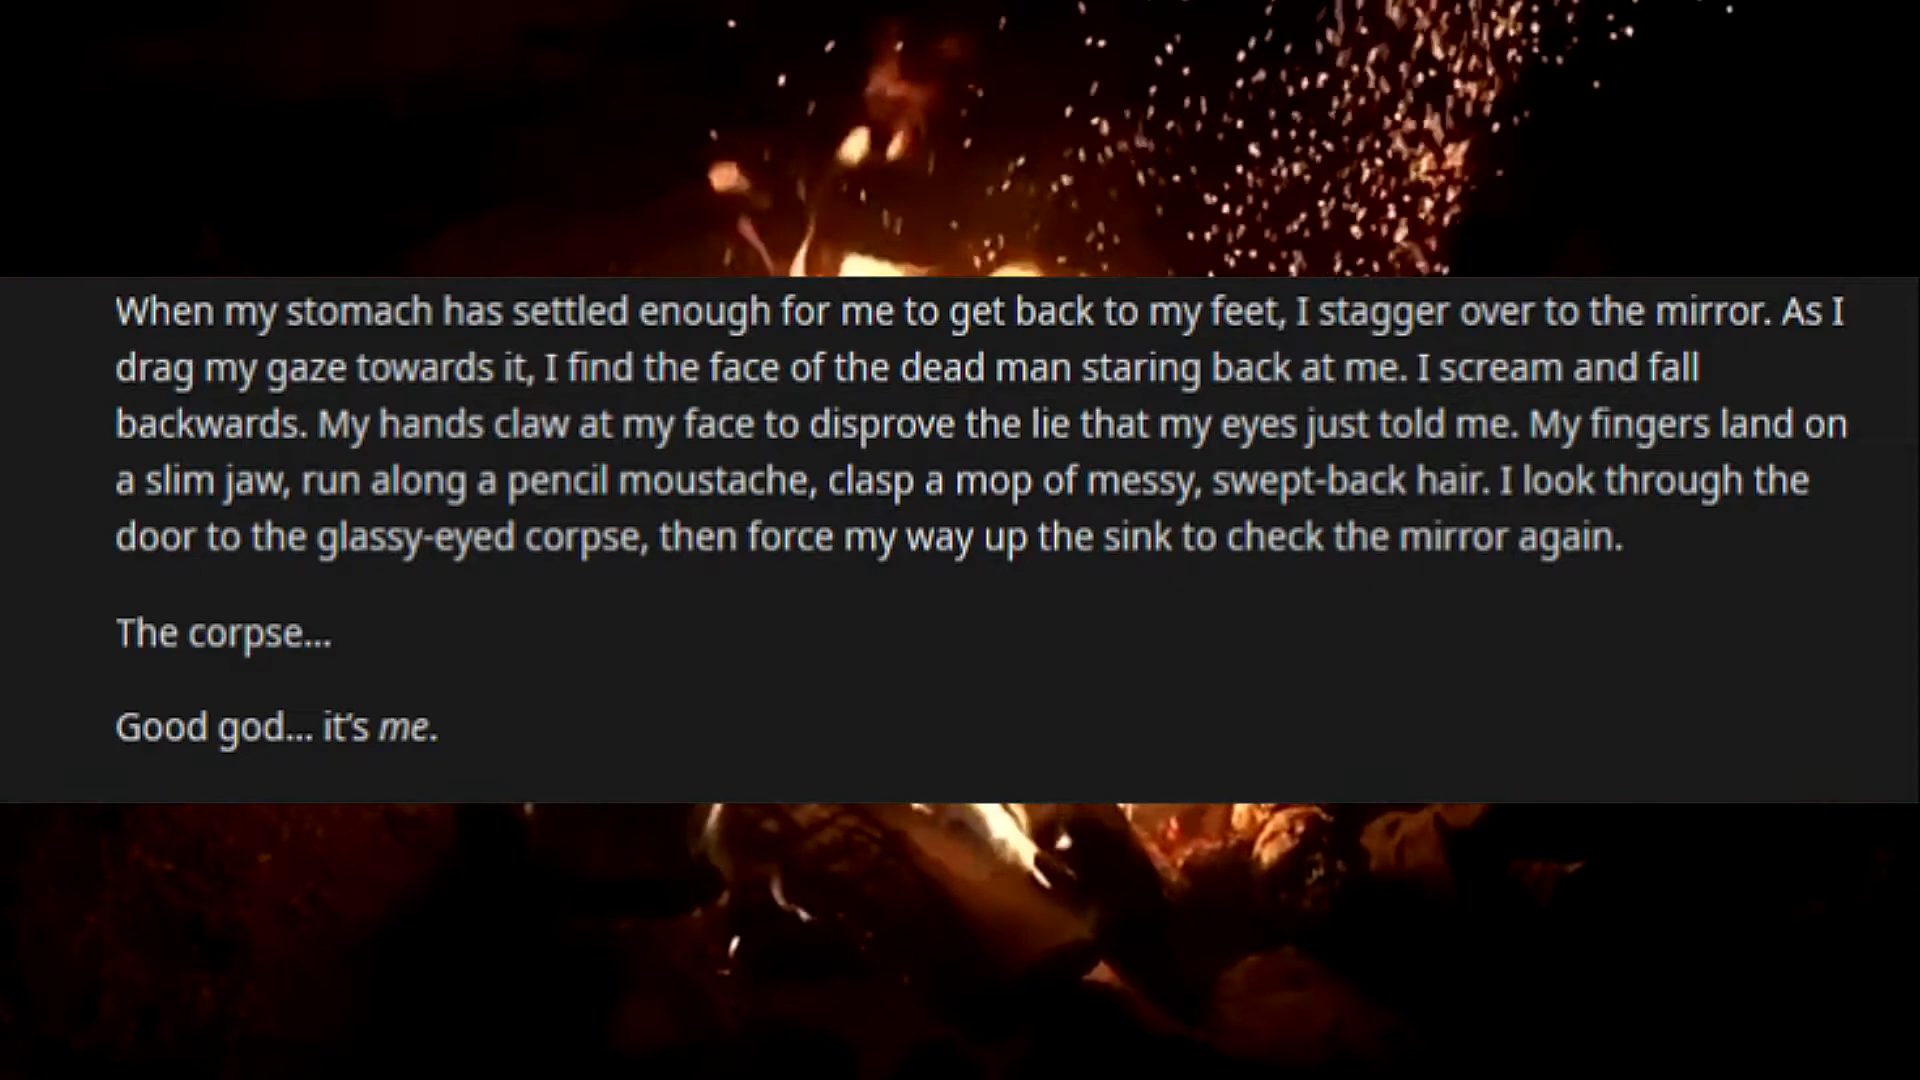 When my stomach has settled enough for me to get back to my feet, I stagger over to the mirror. As I
drag my gaze towards it, I find the face of the dead man staring back at me. I scream and fall
backwards. My hands claw at my face to disprove the lie that my eyes just told me. My fingers land on
a slim jaw, run along a pencil moustache, clasp a mop of messy, swept-back hair. I look through the
door to the glassy-eyed corpse, then force my way up the sink to check the mirror again.
The corpse...
Good god... it's me.